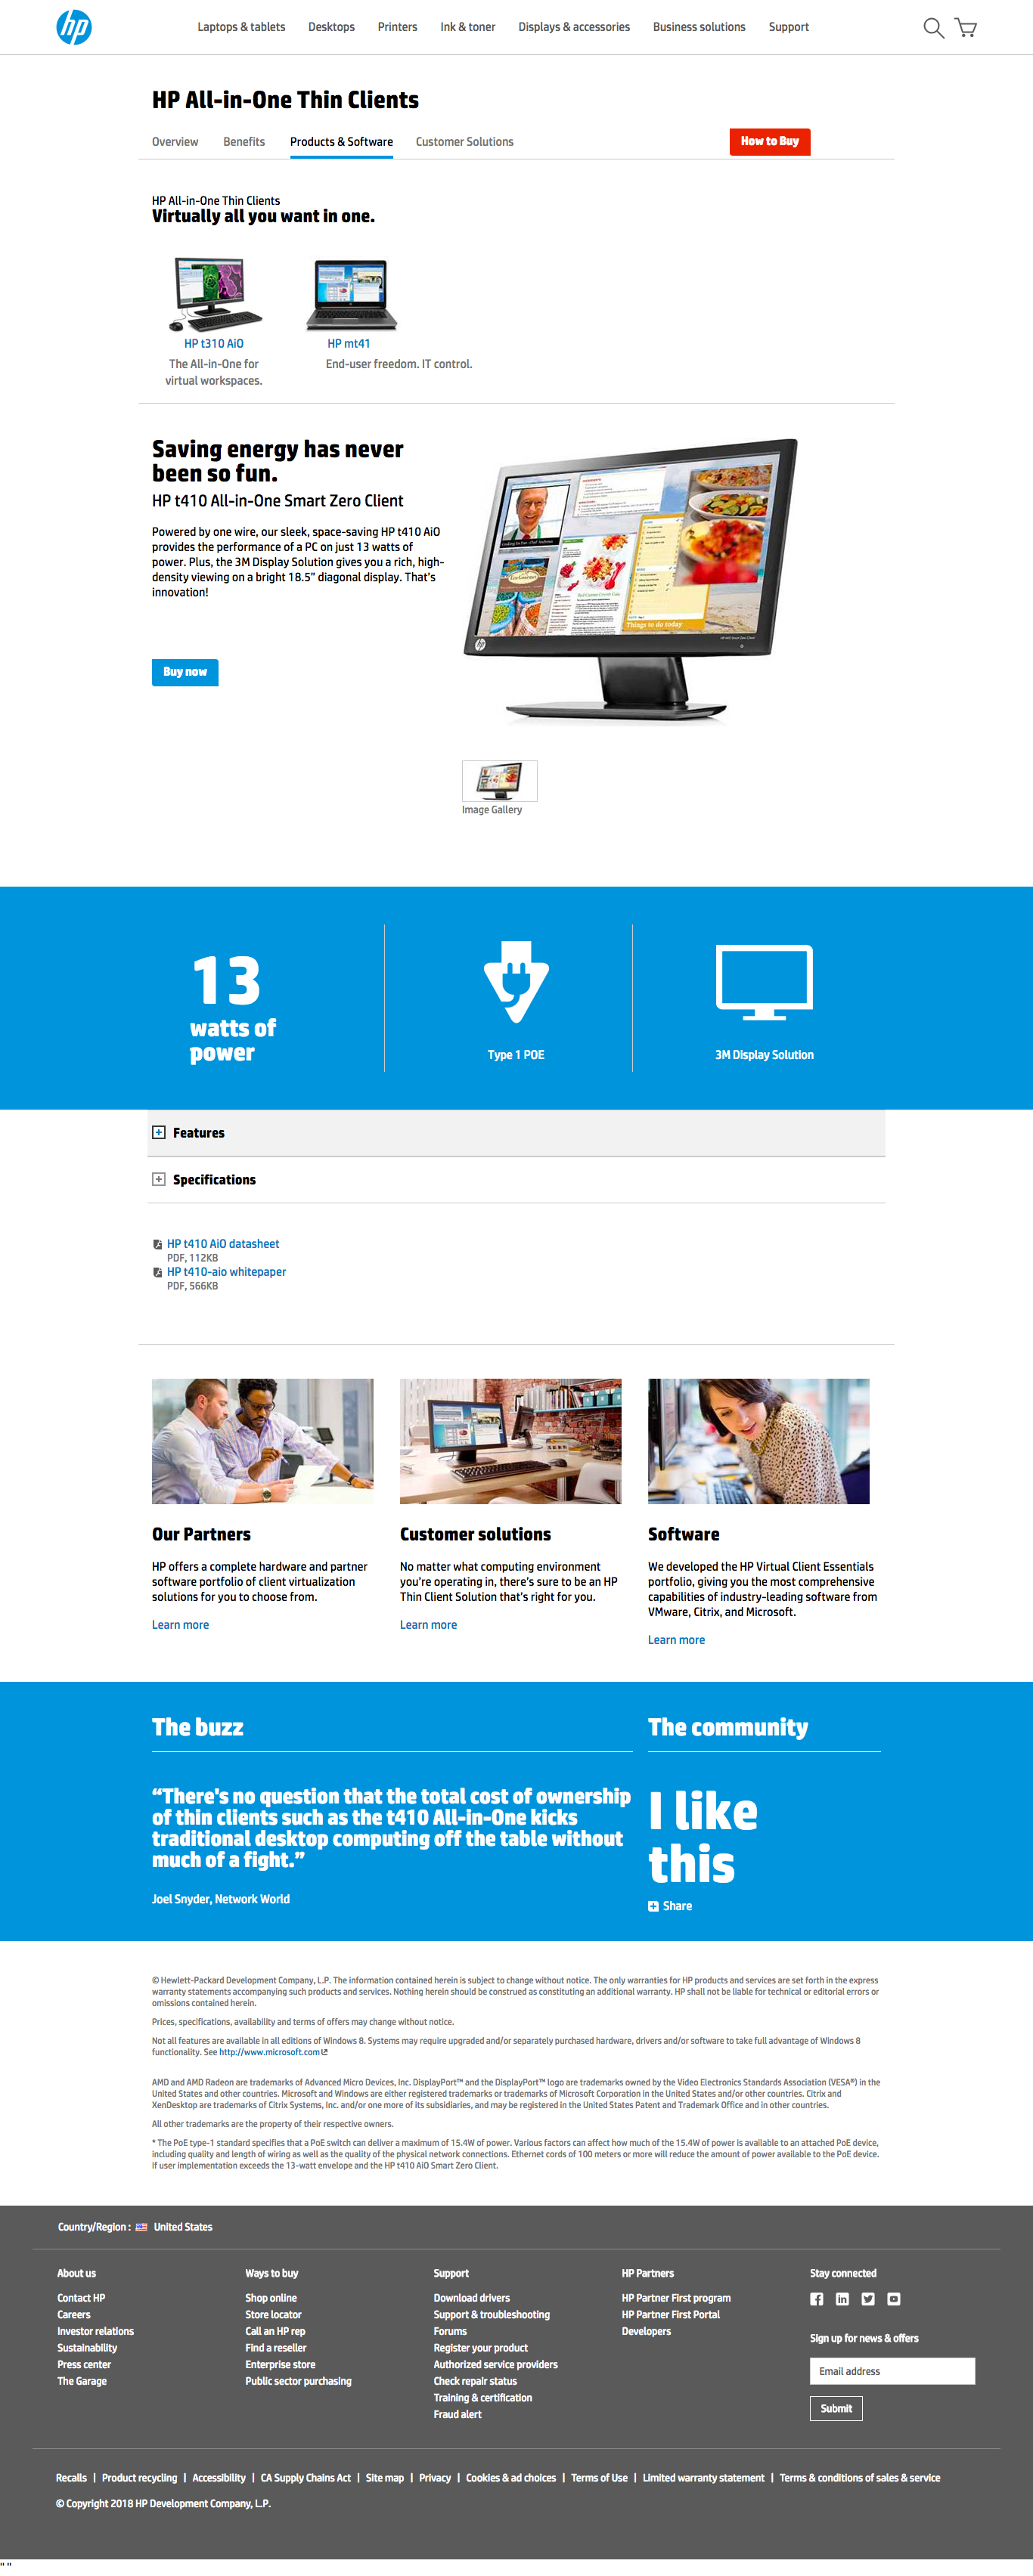 hp
Laptops & tablets Desktops Printers Ink & toner Displays & accessories Business solutions Support
HP All-in-One Thin Clients
Overview Benefits Products & Software Customer Solutions How to Buy
HP All-in-One Thin Clients
Virtually all you want in one.
HP t310 AiO
The All-in-One for
virtual workspaces.
HP mt41
End-user freedom. IT control.
Saving energy has never
been so fun.
HP t410 All-in-One Smart Zero Client
Powered by one wire, our sleek, space-saving HP t410 AiO
provides the performance of a PC on just 13 watts of
power. Plus, the 3M Display Solution gives you a rich, high-
density viewing on a bright 18.5" diagonal display. That's
innovation!
Buy now
Things to do today
Image Gallery
13
watts of
power
Type 1 POE
3M Display Solution
Features
Specifications
HP t410 AiO datasheet
PDF, 112KB
HP t410-aio whitepaper
PDF, 566KB
Our Partners
HP offers a complete hardware and partner
software portfolio of client virtualization
solutions for you to choose from.
Learn more
Customer solutions
No matter what computing environment
you're operating in, there's sure to be an HP
Thin Client Solution that's right for you.
Learn more
Software
We developed the HP Virtual Client Essentials
portfolio, giving you the most comprehensive
capabilities of industry-leading software from
VMware, Citrix, and Microsoft.
Learn more
The buzz
“There's no question that the total cost of ownership
of thin clients such as the t410 All-in-One kicks
traditional desktop computing off the table without
much of a fight.”
Joel Snyder, Network World
The community
I like
this
Share
© Hewlett-Packard Development Company, L.P. The information contained herein is subject to change without notice. The only warranties for HP products and services are set forth in the express
warranty statements accompanying such products and services. Nothing herein should be construed as constituting an additional warranty. HP shall not be liable for technical or editorial errors or
omissions contained herein.
Prices, specifications, availability and terms of offers may change without notice.
Not all features are available in all editions of Windows 8. Systems may require upgraded and/or separately purchased hardware, drivers and/or software to take full advantage of Windows 8
functionality. See http://www.microsoft.com
AMD and AMD Radeon are trademarks of Advanced Micro Devices, Inc. DisplayPort™ and the DisplayPort™ logo are trademarks owned by the Video Electronics Standards Association (VESA®) in the
United States and other countries. Microsoft and Windows are either registered trademarks or trademarks of Microsoft Corporation in the United States and/or other countries. Citrix and
XenDesktop are trademarks of Citrix Systems, Inc. and/or one more of its subsidiaries, and may be registered in the United States Patent and Trademark Office and in other countries.
All other trademarks are the property of their respective owners.
* The PoE type-1 standard specifies that a PoE switch can deliver a maximum of 15.4W of power. Various factors can affect how much of the 15.4W of power is available to an attached PoE device,
including quality and length of wiring as well as the quality of the physical network connections. Ethernet cords of 100 meters or more will reduce the amount of power available to the PoE device.
If user implementation exceeds the 13-watt envelope and the HP t410 AiO Smart Zero Client.
Country/Region : United States
About us
Contact HP
Careers
Investor relations
Sustainability
Press center
The Garage
Ways to buy
Shop online
Store locator
Call an HP rep
Find a reseller
Enterprise store
Public sector purchasing
Support
Download drivers
Support & troubleshooting
Forums
Register your product
Authorized service providers
Check repair status
Training & certification
Fraud alert
HP Partners
HP Partner First program
HP Partner First Portal
Developers
Stay connected
Sign up for news & offers
Email address
Submit
Recalls | Product recycling | Accessibility | CA Supply Chains Act | Site map | Privacy | Cookies & ad choices | Terms of Use | Limited warranty statement | Terms & conditions of sales & service
© Copyright 2018 HP Development Company, L.P.
" "